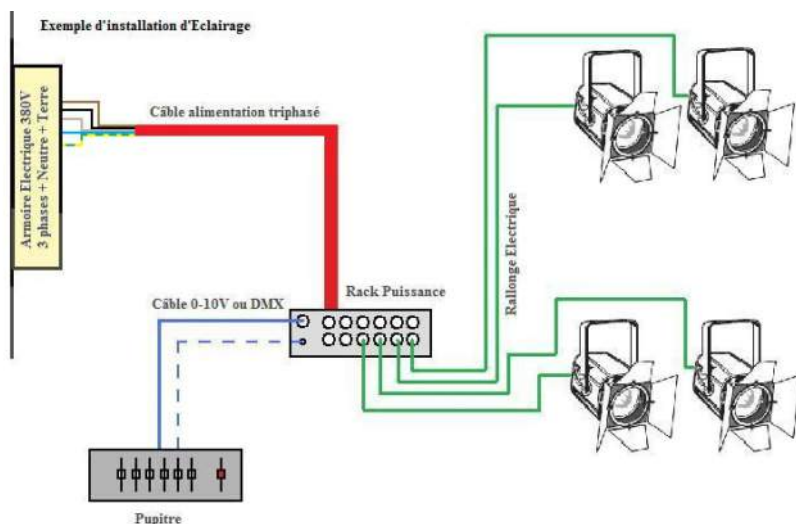 Exemple d'installation d'Eclairage
Armoire Electrique 380V
3 phases + Neutre + Terre
Câble alimentation triphasé
Câble 0-10V ou DMX
Rack Puissance
Rallonge Electrique
Pupitre